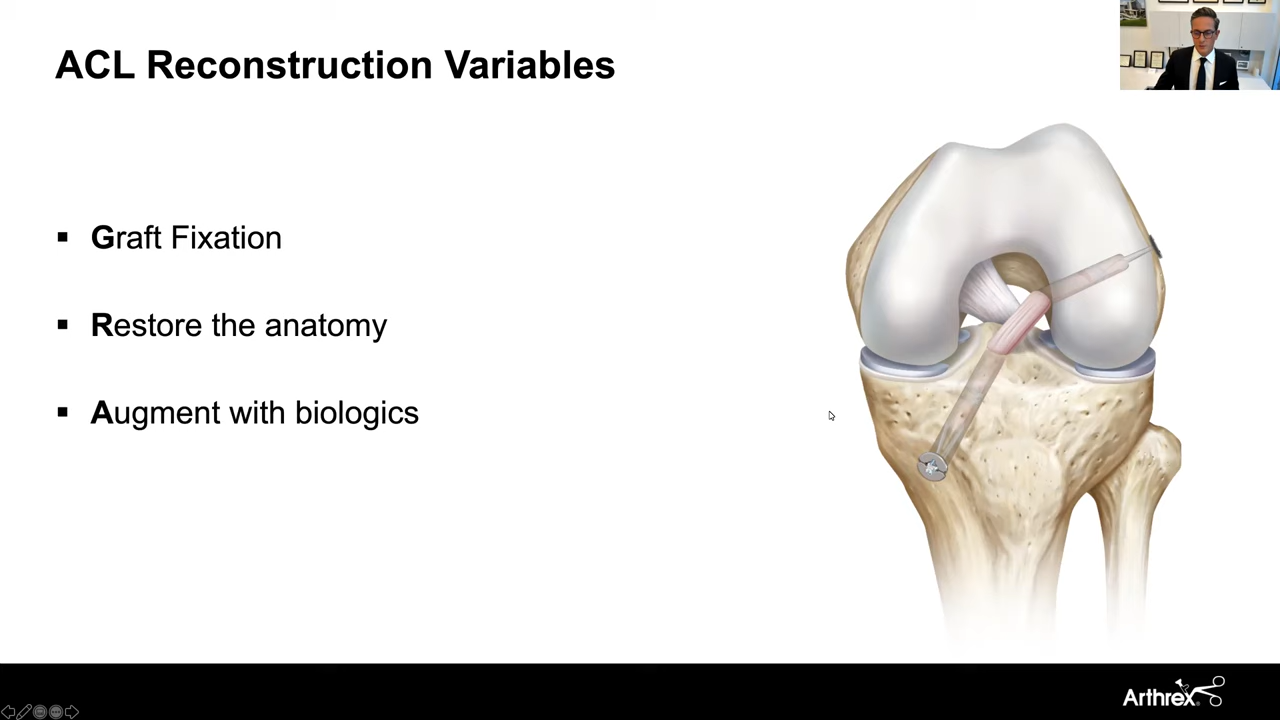 ACL Reconstruction Variables
▪ Graft Fixation
▪ Restore the anatomy
▪ Augment with biologics
Arthrex®